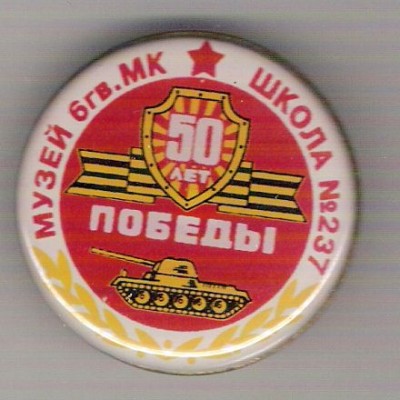 МУЗЕЙ 6гв.МК
ШКОЛА №237
50
ЛЕТ
ПОБЕДЫ